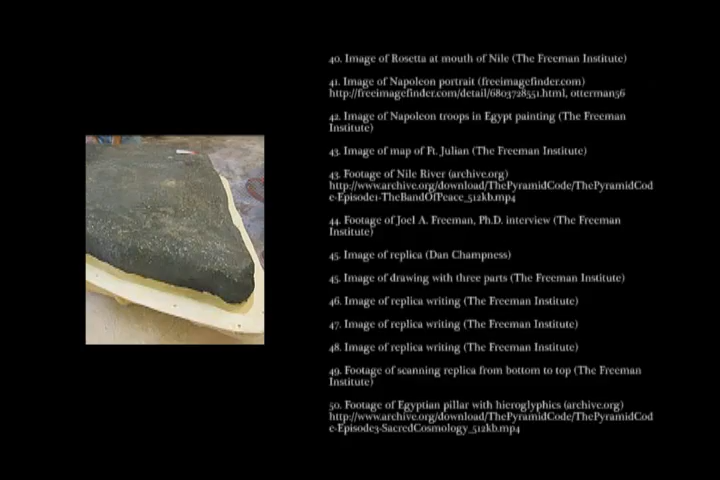 40. Image of Rosetta at mouth of Nile (The Freeman Institute)
41. Image of Napoleon portrait (freeimagefinder.com)
http://freeimagefinder.com/detail/6803728551.html, otterman56
42. Image of Napoleon troops in Egypt painting (The Freeman
Institute)
43. Image of map of Ft. Julian (The Freeman Institute)
43. Footage of Nile River (archive.org)
http://www.archive.org/download/ThePyramidCode/ThePyramidCod
e-Episode1-TheBandOfPeace_512kb.mp4
44. Footage of Joel A. Freeman, Ph.D. interview (The Freeman
Institute)
45. Image of replica (Dan Champness)
45. Image of drawing with three parts (The Freeman Institute)
46. Image of replica writing (The Freeman Institute)
47. Image of replica writing (The Freeman Institute)
48. Image of replica writing (The Freeman Institute)
49. Footage of scanning replica from bottom to top (The Freeman
Institute)
50. Footage of Egyptian pillar with hieroglyphics (archive.org)
http://www.archive.org/download/ThePyramidCode/ThePyramidCod
e-Episode3-SacredCosmology_512kb.mp4